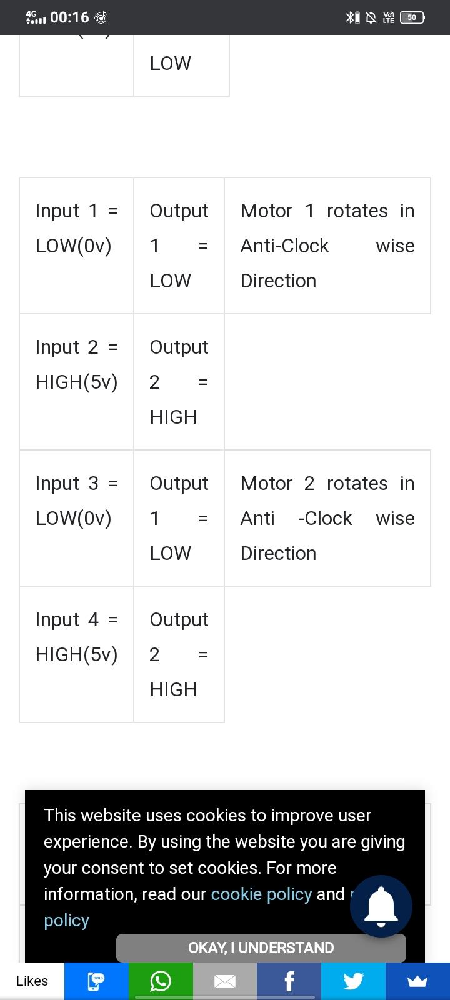 4G 00:16 Vo) LTE 50
LOW
Input 1 = Output Motor 1 rotates in
LOW(0v) 1 = Anti-Clock wise
LOW Direction
Input 2 = Output
HIGH(5v) 2 =
HIGH
Input 3 = Output Motor 2 rotates in
LOW(0v) 1 = Anti -Clock wise
LOW Direction
Input 4 = Output
HIGH(5v) 2 =
HIGH
This website uses cookies to improve user
experience. By using the website you are giving
your consent to set cookies. For more
information, read our cookie policy and
policy
OKAY, I UNDERSTAND
Likes sms